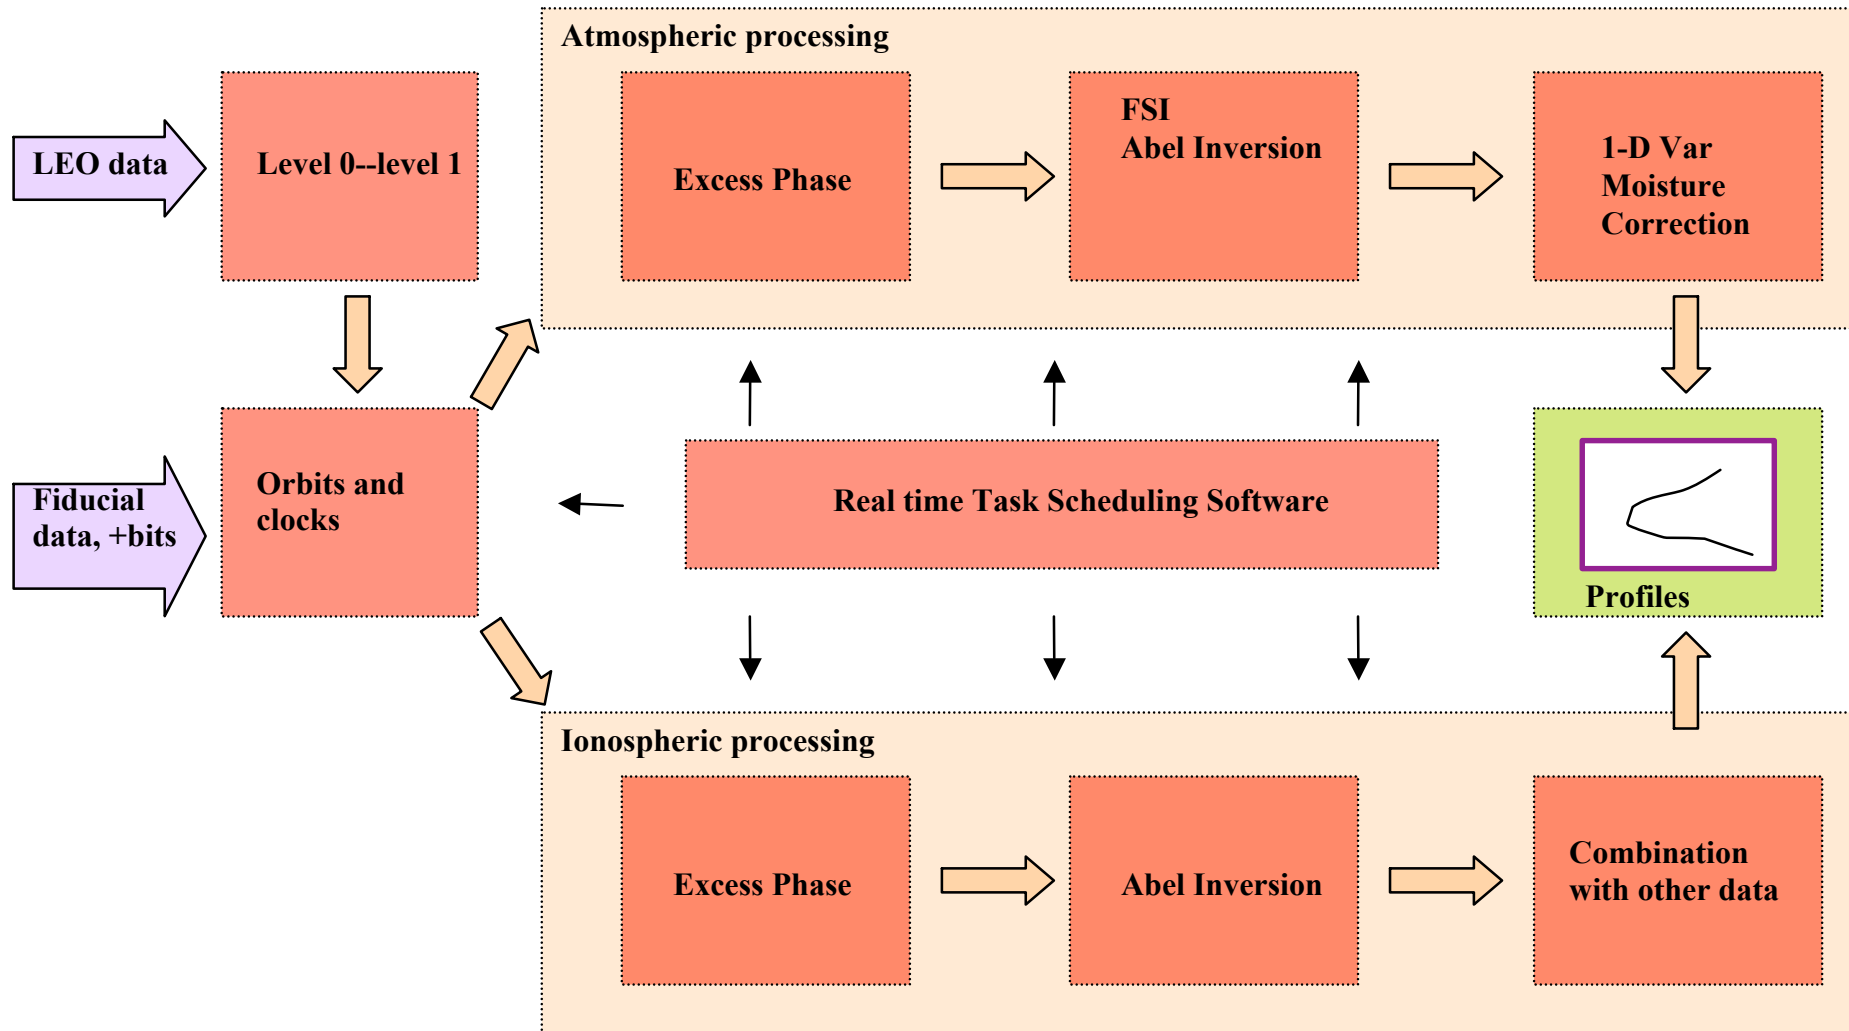 Atmospheric processing
LEO data
Level 0--level 1
Excess Phase
FSI
Abel Inversion
1-D Var
Moisture
Correction
Fiducial
data, +bits
Orbits and
clocks
Real time Task Scheduling Software
Profiles
Ionospheric processing
Excess Phase
Abel Inversion
Combination
with other data